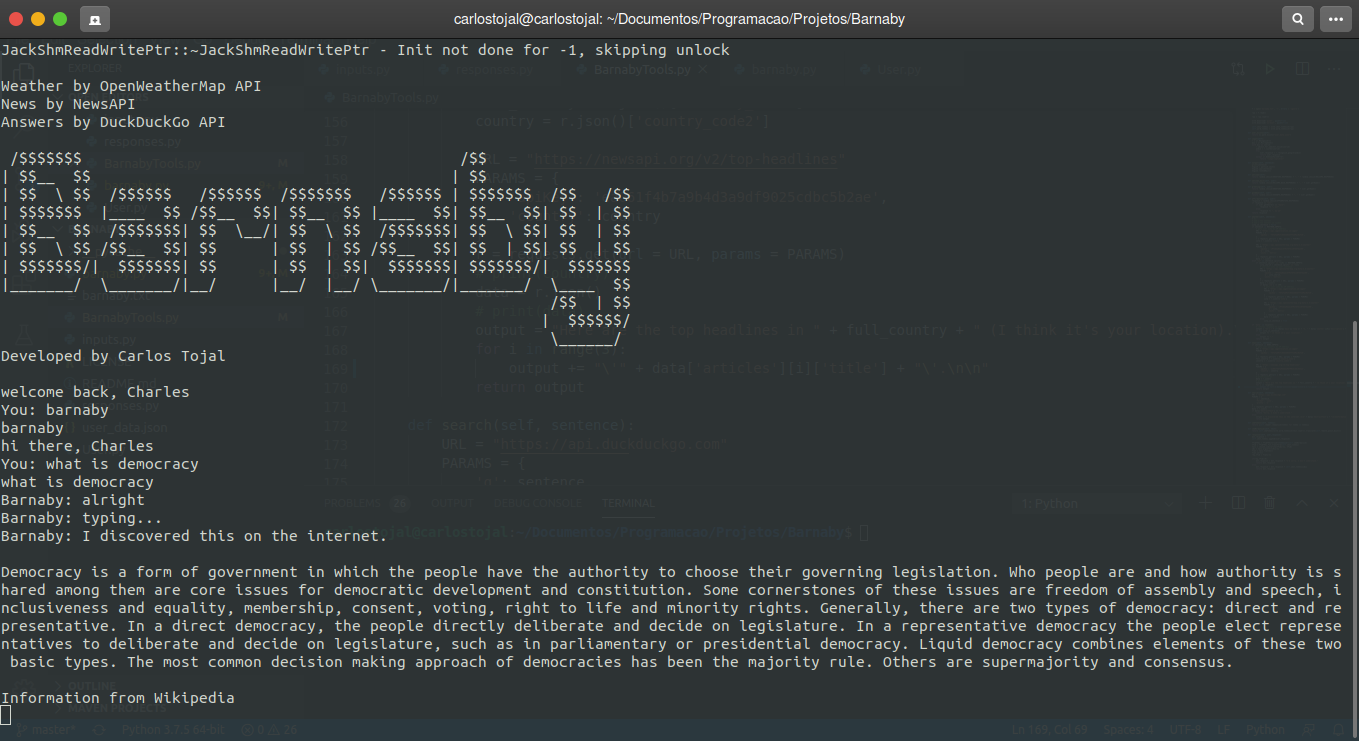 carlostojal@carlostojal: ~/Documentos/Programacao/Projetos/Barnaby
JackShmReadWritePtr::~JackShmReadWritePtr - Init not done for -1, skipping unlock
Weather by OpenWeatherMap API
News by NewsAPI
Answers by DuckDuckGo API
Barnaby
Developed by Carlos Tojal
welcome back, Charles
You: barnaby
barnaby
hi there, Charles
You: what is democracy
what is democracy
Barnaby: alright
Barnaby: typing...
Barnaby: I discovered this on the internet.
Democracy is a form of government in which the people have the authority to choose their governing legislation. Who people are and how authority is s
hared among them are core issues for democratic development and constitution. Some cornerstones of these issues are freedom of assembly and speech, i
nclusiveness and equality, membership, consent, voting, right to life and minority rights. Generally, there are two types of democracy: direct and re
presentative. In a direct democracy, the people directly deliberate and decide on legislature. In a representative democracy the people elect represe
ntatives to deliberate and decide on legislature, such as in parliamentary or presidential democracy. Liquid democracy combines elements of these two
basic types. The most common decision making approach of democracies has been the majority rule. Others are supermajority and consensus.
Information from Wikipedia